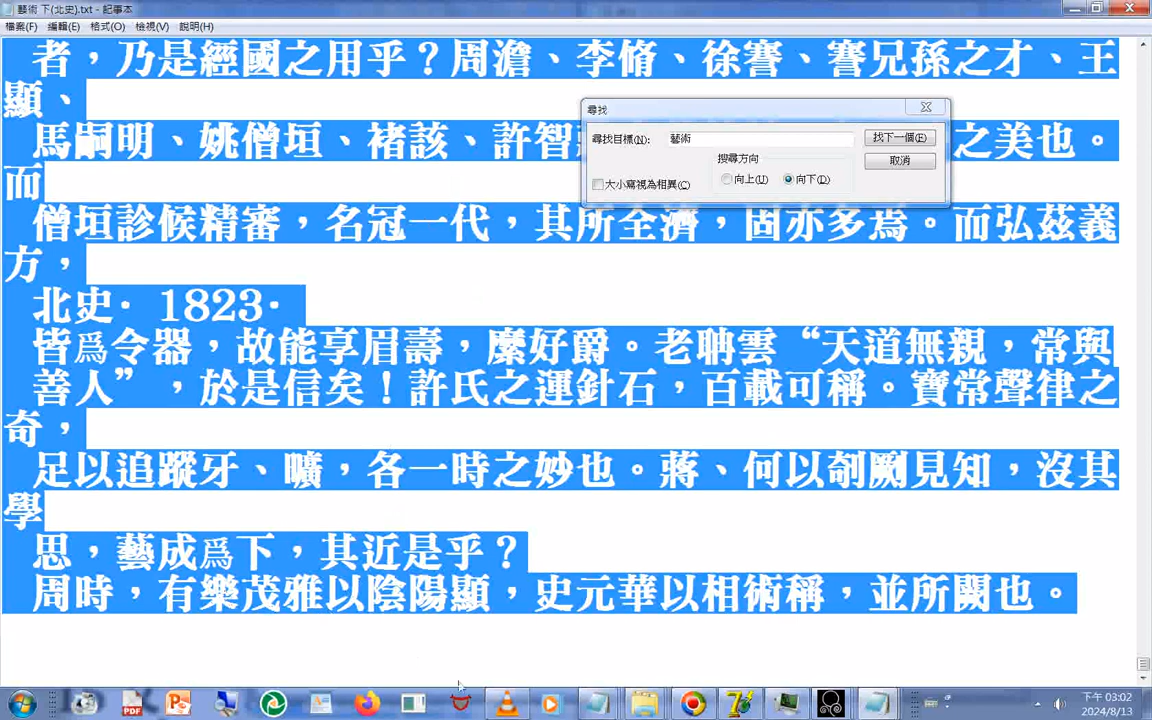 藝術 下(北史).txt - 記事本
檔案(F) 編輯(E) 格式(O) 檢視(V) 說明(H)
者，乃是經國之用乎？周澹、李脩、徐謇、謇兄孫之才、王
顯、
馬嗣明、姚僧垣、褚該、許智
之美也。
而
僧垣診候精審，名冠一代，其所全濟，固亦多焉。而弘茲義
方，
北史· 1823·
皆爲令器，故能享眉壽，縻好爵。老聃雲“天道無親，常與
善人”，於是信矣！許氏之運針石，百載可稱。寶常聲律之
奇，
足以追蹤牙、曠，各一時之妙也。蔣、何以剞劂見知，沒其
學
思，藝成爲下，其近是乎？
周時，有樂茂雅以陰陽顯，史元華以相術稱，並所闕也。
尋找
尋找目標(N): 藝術
找下一個(F)
取消
搜尋方向
向上(U) 向下(D)
大小寫視為相異(C)
下午 03:02
2024/8/13